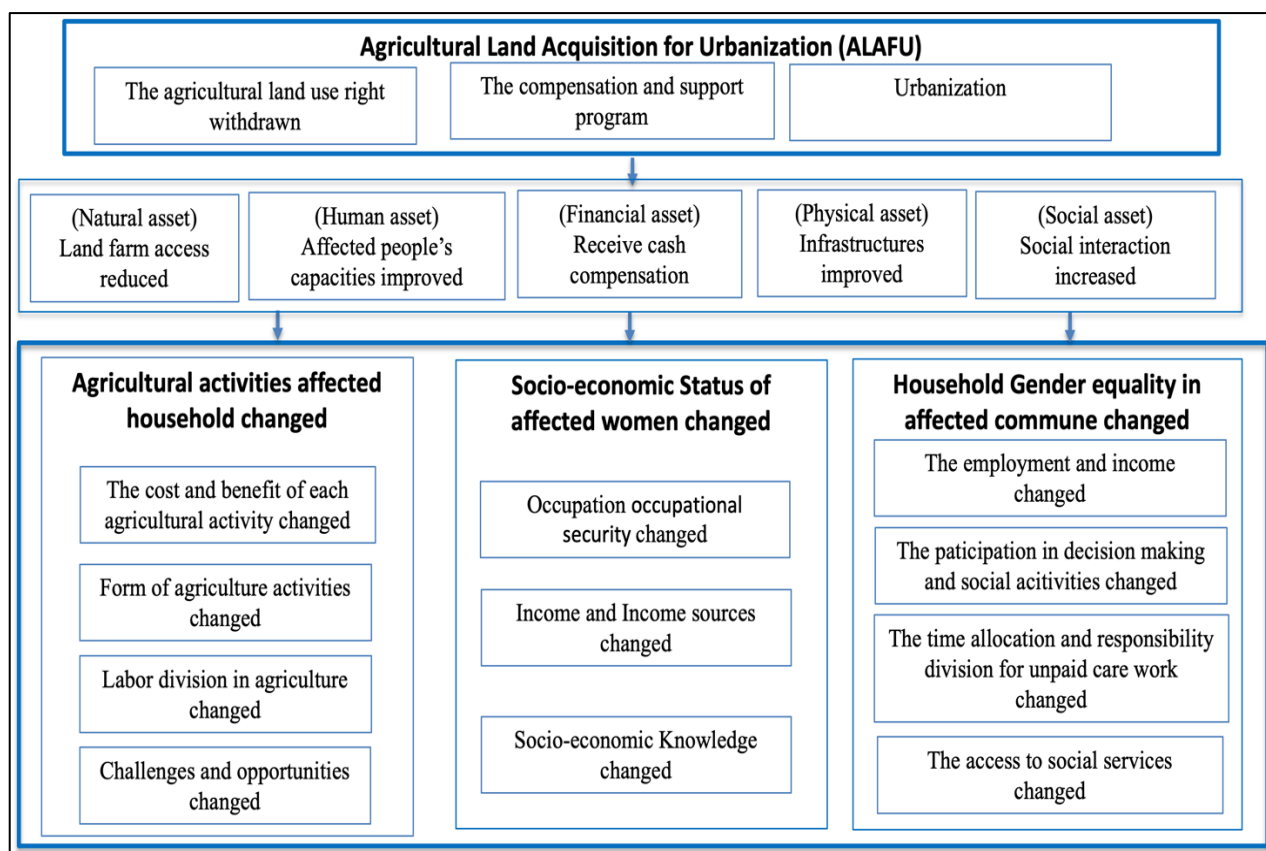 Agricultural Land Acquisition for Urbanization (ALAFU)
The agricultural land use right
withdrawn
The compensation and support
program
Urbanization
(Natural asset)
Land farm access
reduced
(Human asset)
Affected people’s
capacities improved
(Financial asset)
Receive cash
compensation
(Physical asset)
Infrastructures
improved
(Social asset)
Social interaction
increased
Agricultural activities affected
household changed
The cost and benefit of each
agricultural activity changed
Form of agriculture activities
changed
Labor division in agriculture
changed
Challenges and opportunities
changed
Socio-economic Status of
affected women changed
Occupation occupational
security changed
Income and Income sources
changed
Socio-economic Knowledge
changed
Household Gender equality in
affected commune changed
The employment and income
changed
The paticipation in decision making
and social acitivities changed
The time allocation and responsibility
division for unpaid care work
changed
The access to social services
changed